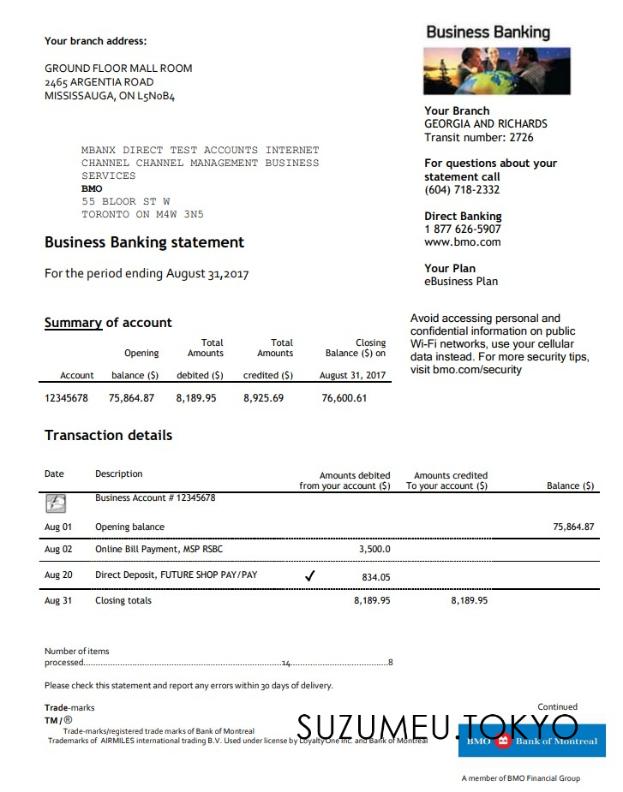 Your branch address:
GROUND FLOOR MALL ROOM
2465 ARGENTIA ROAD
MISSISSAUGA, ON L5N0B4
Business Banking
Your Branch
GEORGIA AND RICHARDS
Transit number: 2726
For questions about your
statement call
(604) 718-2332
Direct Banking
1 877 626-5907
www.bmo.com
Your Plan
eBusiness Plan
MBANX DIRECT TEST ACCOUNTS INTERNET
CHANNEL CHANNEL MANAGEMENT BUSINESS
SERVICES
BMO
55 BLOOR ST W
TORONTO ON M4W 3N5
Business Banking statement
For the period ending August 31,2017
Avoid accessing personal and
confidential information on public
Wi-Fi networks, use your cellular
data instead. For more security tips,
visit bmo.com/security
Summary of account
Total Total Closing
Opening Amounts Amounts Balance ($) on
Account balance ($) debited ($) credited ($) August 31, 2017
12345678 75,864.87 8,189.95 8,925.69 76,600.61
Transaction details
Date Description Amounts debited Amounts credited
from your account ($) To your account ($) Balance ($)
Business Account # 12345678
Aug 01 Opening balance 75,864.87
Aug 02 Online Bill Payment, MSP RSBC 3,500.0
Aug 20 Direct Deposit, FUTURE SHOP PAY/PAY ✓ 834.05
Aug 31 Closing totals 8,189.95 8,189.95
Number of items
processed...14...8
Please check this statement and report any errors within 30 days of delivery.
Trade-marks Continued
TM/®
Trade-marks/registered trade marks of Bank of Montreal
Trademarks of AIRMILES international trading B.V. Used under license by LoyaltyOne Inc. and Bank of Montreal
SUZUMEU.TOKYO
BMO Bank of Montreal
A member of BMO Financial Group